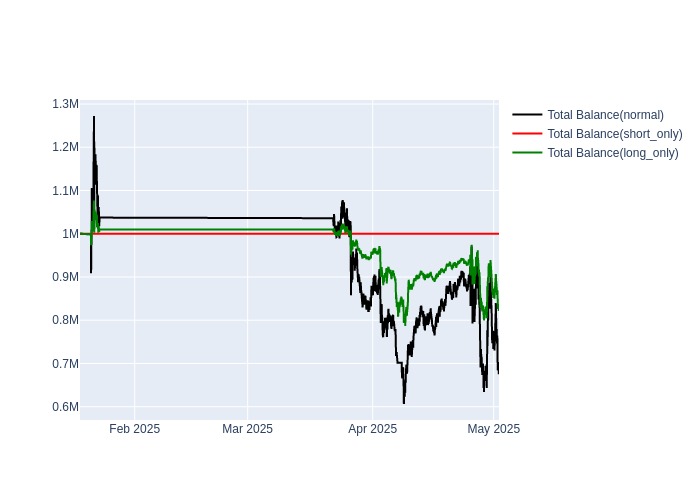 1.3M
1.2M
1.1M
1M
0.9M
0.8M
0.7M
0.6M
Feb 2025 Mar 2025 Apr 2025 May 2025
Total Balance(normal)
Total Balance(short_only)
Total Balance(long_only)